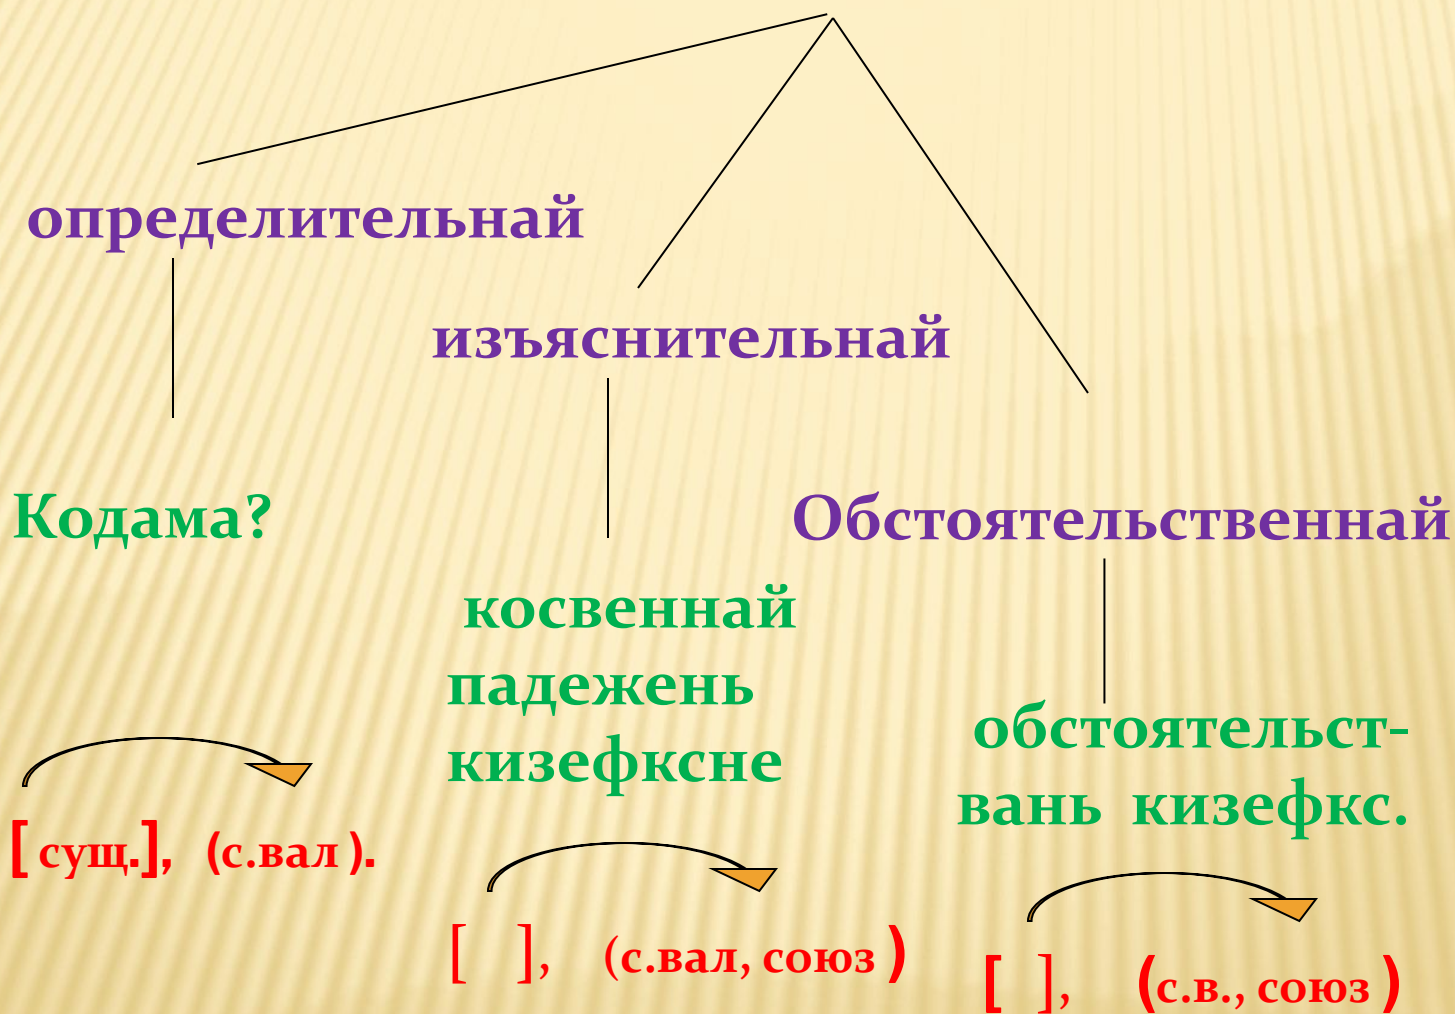 определительнай
изъяснительнай
Кодама?
Обстоятельственнай
косвеннай
падежень
кизефксне
обстоятельст-
вань кизефкс.
[ сущ.], (с.вал ).
[ ], (с.вал, союз )
[ ], (с.в., союз )